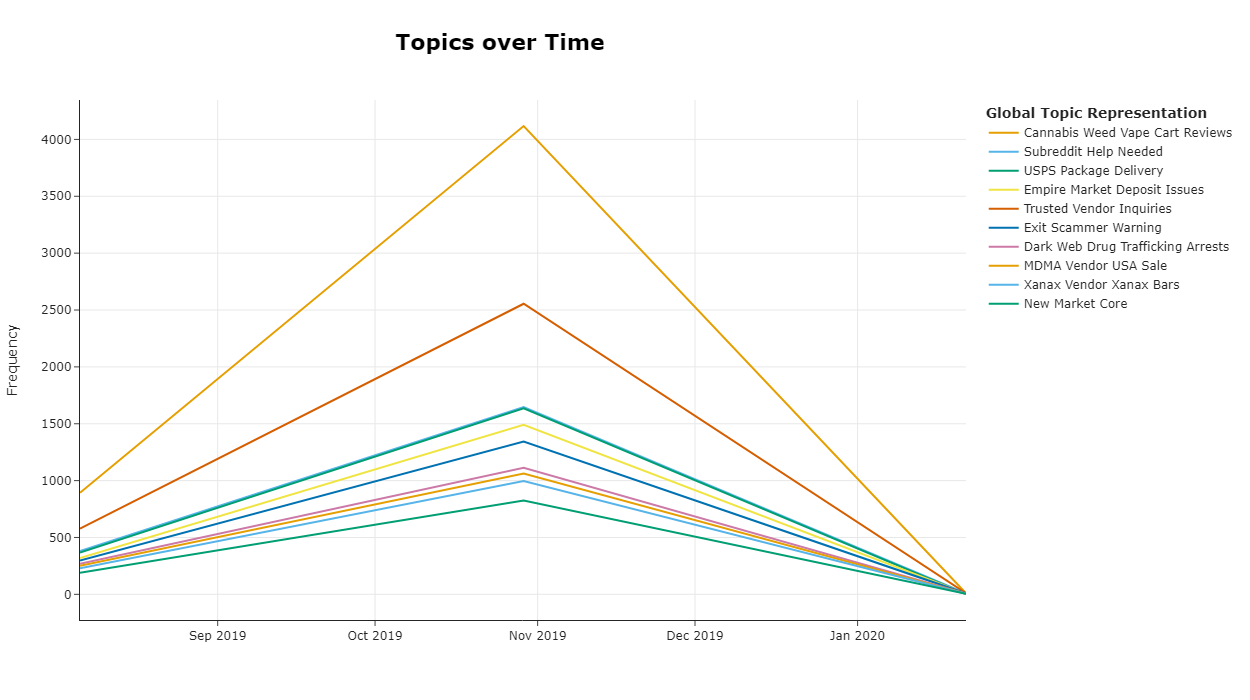 Topics over Time
Global Topic Representation
Cannabis Weed Vape Cart Reviews
Subreddit Help Needed
USPS Package Delivery
Empire Market Deposit Issues
Trusted Vendor Inquiries
Exit Scammer Warning
Dark Web Drug Trafficking Arrests
MDMA Vendor USA Sale
Xanax Vendor Xanax Bars
New Market Core
Frequency
4000
3500
3000
2500
2000
1500
1000
500
0
Sep 2019
Oct 2019
Nov 2019
Dec 2019
Jan 2020